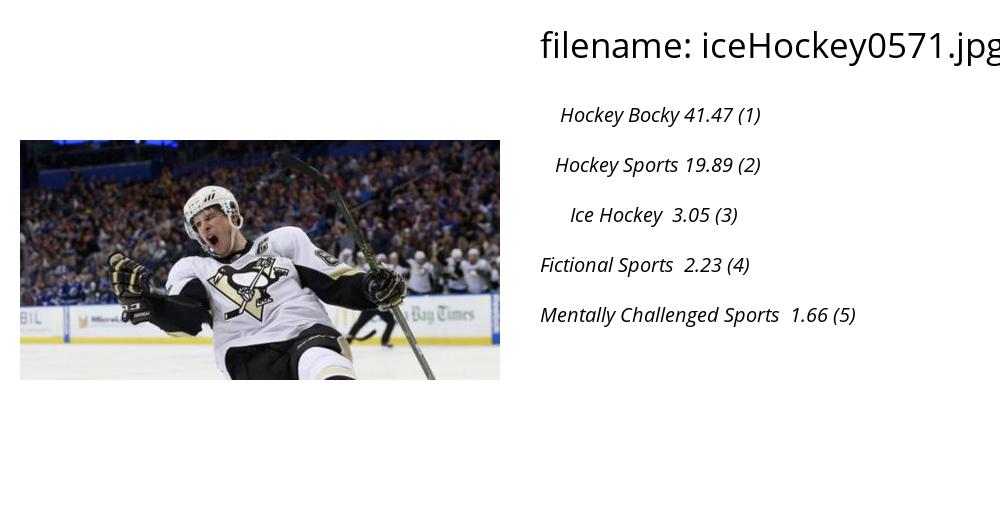 filename: iceHockey0571.jpg
Hockey Bocky 41.47 (1)
Hockey Sports 19.89 (2)
Ice Hockey 3.05 (3)
Fictional Sports 2.23 (4)
Mentally Challenged Sports 1.66 (5)
BIL
Bay Times